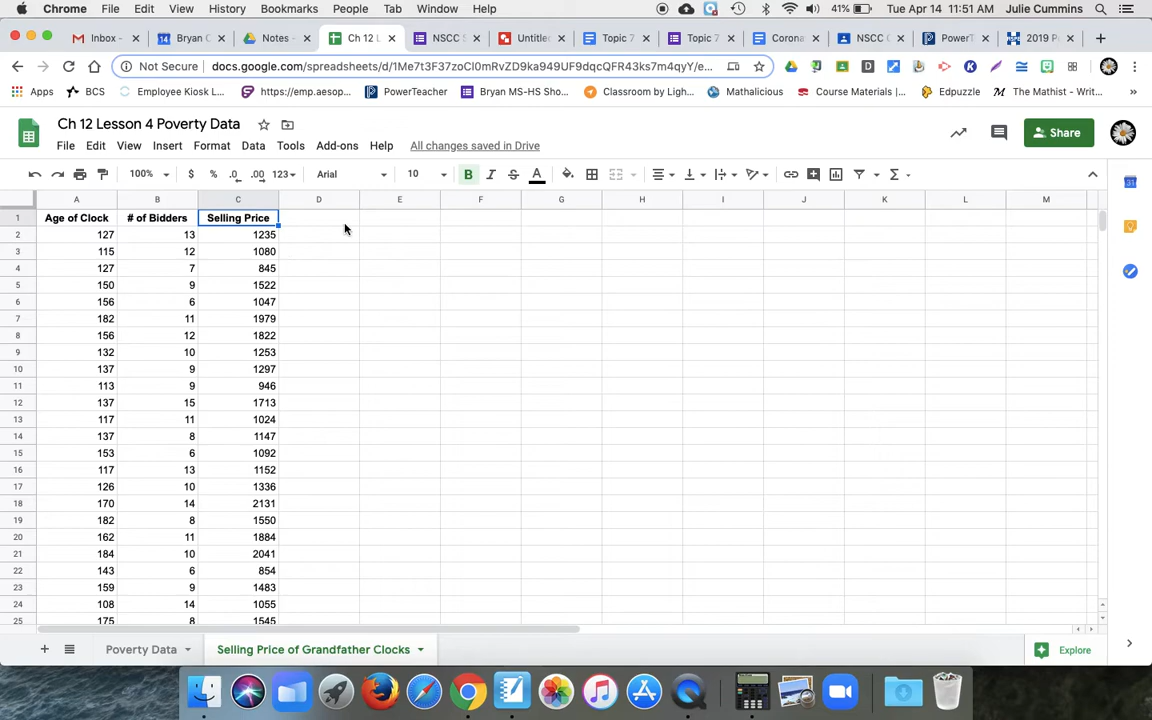 Chrome File Edit View History Bookmarks People Tab Window Help 41% Tue Apr 14 11:51 AM Julie Cummins
Inbox - Bryan C Notes - Ch 12 L NSCC S Untitle Topic 7 Topic 7 Corona NSCC C PowerT 2019 P
Not Secure docs.google.com/spreadsheets/d/1Me7t3F37zoCl0mRvZD9ka949UF9dqcQFR43ks7m4qyY/e...
Apps BCS Employee Kiosk L... https://emp.aesop... PowerTeacher Bryan MS-HS Sho... Classroom by Ligh... Mathalicious Course Materials |... Edpuzzle The Mathist - Writ... »
Ch 12 Lesson 4 Poverty Data
Share
File Edit View Insert Format Data Tools Add-ons Help All changes saved in Drive
100% $ % .0 .00 123 Arial 10 B I S A Σ
A B C D E F G H I J K L M
1 Age of Clock # of Bidders Selling Price
2 127 13 1235
3 115 12 1080
4 127 7 845
5 150 9 1522
6 156 6 1047
7 182 11 1979
8 156 12 1822
9 132 10 1253
10 137 9 1297
11 113 9 946
12 137 15 1713
13 117 11 1024
14 137 8 1147
15 153 6 1092
16 117 13 1152
17 126 10 1336
18 170 14 2131
19 182 8 1550
20 162 11 1884
21 184 10 2041
22 143 6 854
23 159 9 1483
24 108 14 1055
25 175 8 1545
+ Poverty Data Selling Price of Grandfather Clocks Explore